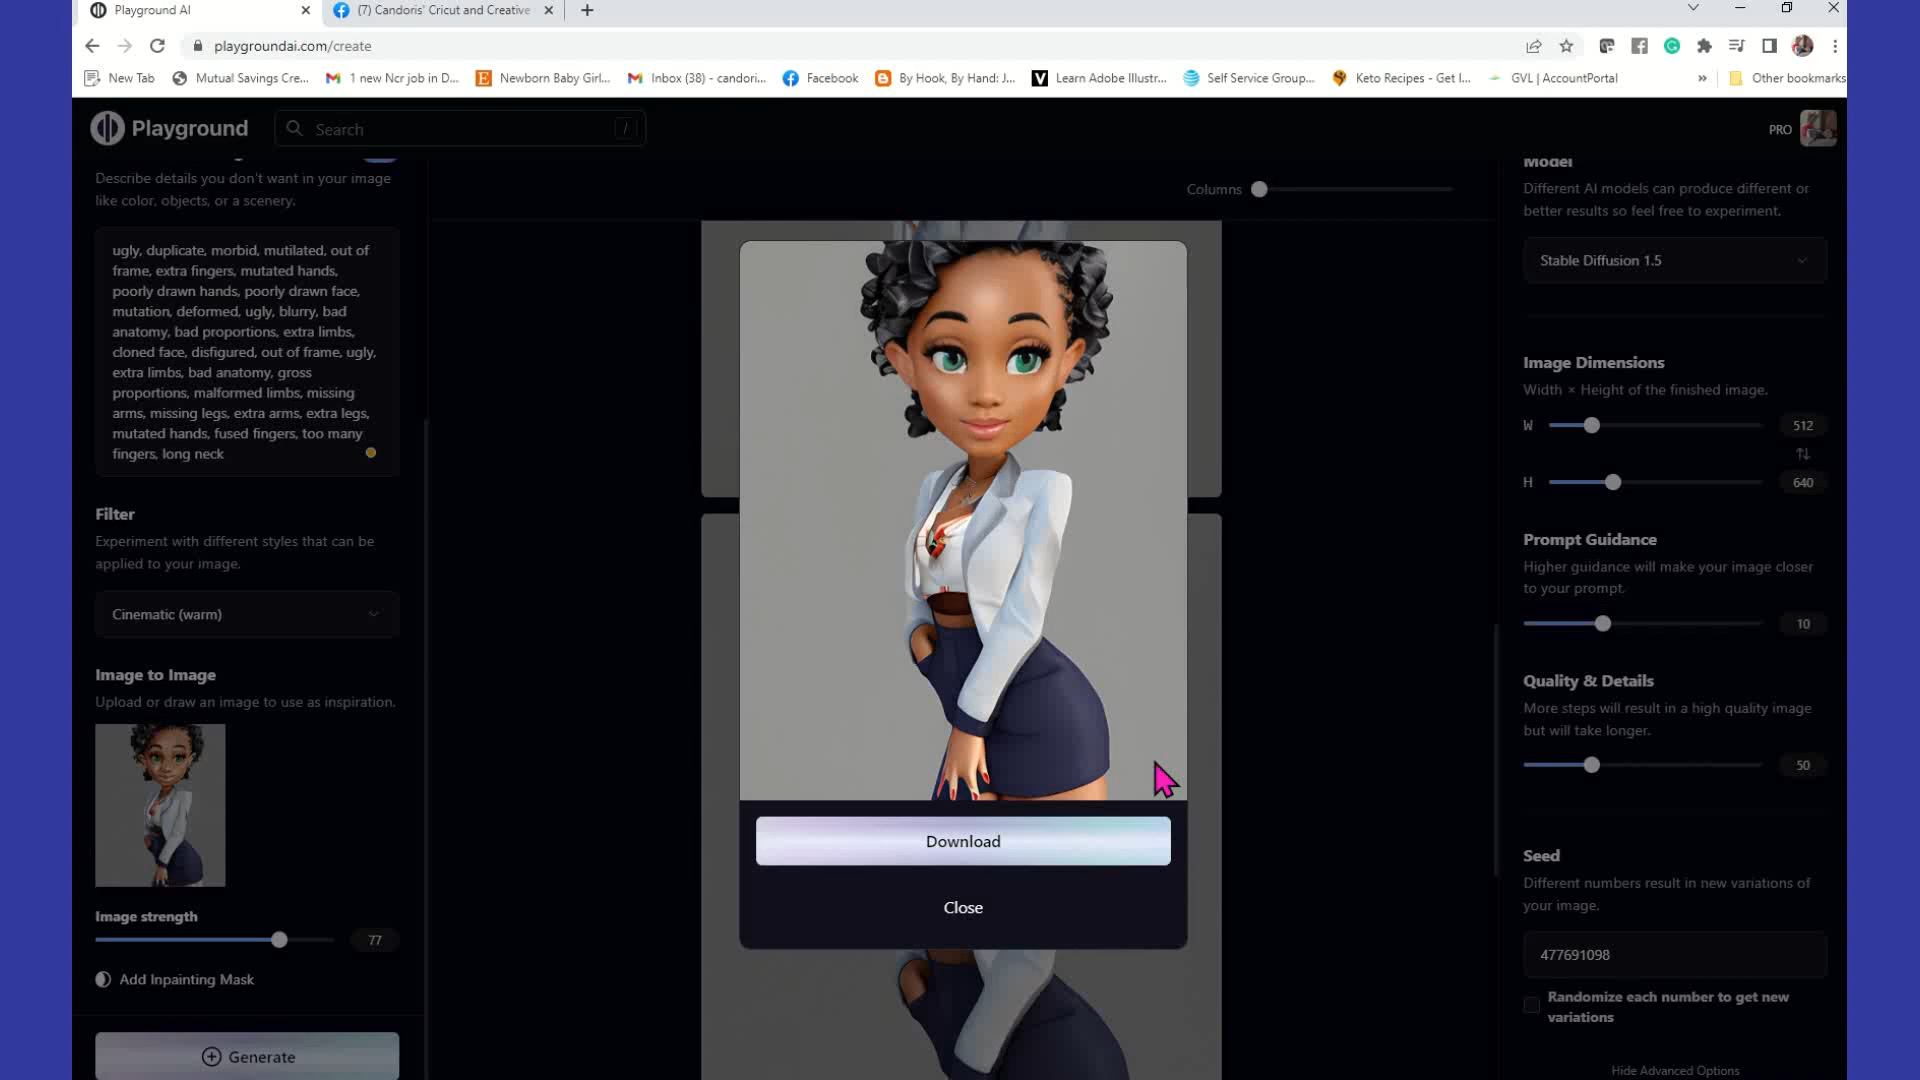 Playground AI
(7) Candoris' Cricut and Creative
playgroundai.com/create
New Tab
Mutual Savings Cre...
1 new Ncr job in D...
Newborn Baby Girl...
Inbox (38) - candori...
Facebook
By Hook, By Hand: J...
Learn Adobe Illustr...
Self Service Group...
Keto Recipes - Get I...
GVL | AccountPortal
»
Other bookmarks
Playground
Search
/
PRO
Describe details you don't want in your image
like color, objects, or a scenery.
ugly, duplicate, morbid, mutilated, out of
frame, extra fingers, mutated hands,
poorly drawn hands, poorly drawn face,
mutation, deformed, ugly, blurry, bad
anatomy, bad proportions, extra limbs,
cloned face, disfigured, out of frame, ugly,
extra limbs, bad anatomy, gross
proportions, malformed limbs, missing
arms, missing legs, extra arms, extra legs,
mutated hands, fused fingers, too many
fingers, long neck
Filter
Experiment with different styles that can be
applied to your image.
Cinematic (warm)
Image to Image
Upload or draw an image to use as inspiration.
Image strength
77
Add Inpainting Mask
Generate
Columns
Download
Close
Model
Different AI models can produce different or
better results so feel free to experiment.
Stable Diffusion 1.5
Image Dimensions
Width × Height of the finished image.
W
512
H
640
Prompt Guidance
Higher guidance will make your image closer
to your prompt.
10
Quality & Details
More steps will result in a high quality image
but will take longer.
50
Seed
Different numbers result in new variations of
your image.
477691098
Randomize each number to get new
variations
Hide Advanced Options